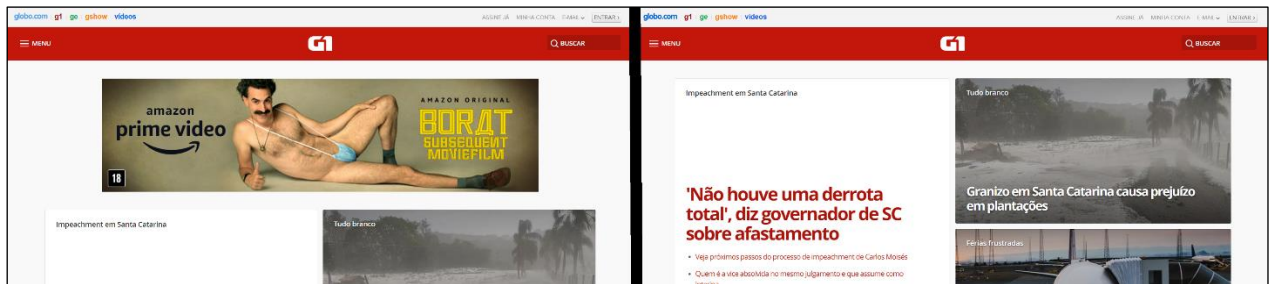 globo.com g1 ge gshow vídeos ASSINE JÁ MINHA CONTA E-MAIL ENTRAR ›
MENU G1 BUSCAR
amazon
prime video
18
AMAZON ORIGINAL
BORAT
SUBSEQUENT
MOVIEFILM
Impeachment em Santa Catarina
Tudo branco
globo.com g1 ge gshow vídeos ASSINE JÁ MINHA CONTA E-MAIL ENTRAR ›
MENU G1 BUSCAR
Impeachment em Santa Catarina
'Não houve uma derrota
total', diz governador de SC
sobre afastamento
Veja próximos passos do processo de impeachment de Carlos Moisés
Quem é a vice absolvida no mesmo julgamento e que assume como
Tudo branco
Granizo em Santa Catarina causa prejuízo
em plantações
Férias frustradas